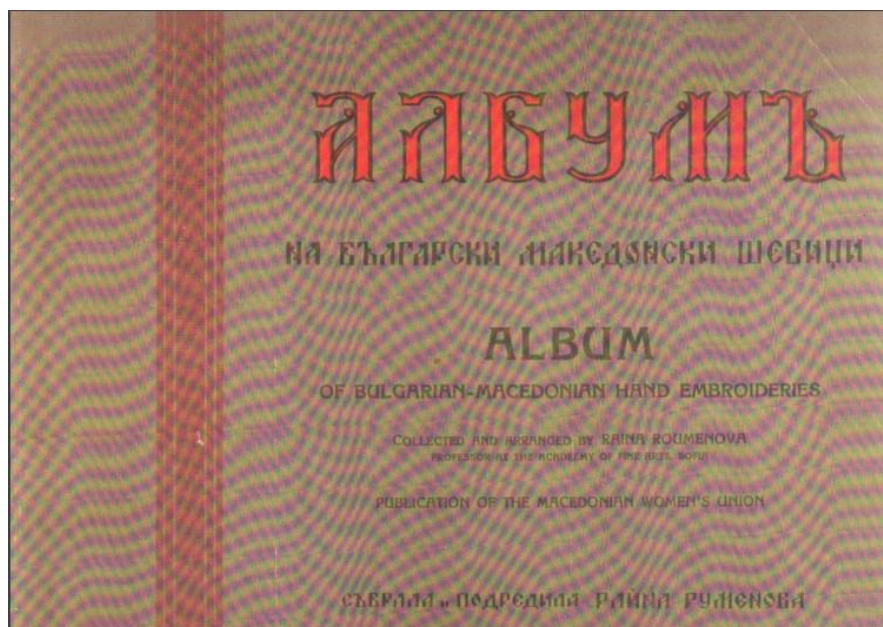 АЛБУМЪ
НА БЪЛГАРСКИ МАКЕДОНСКИ ШЕВИЦИ
ALBUM
OF BULGARIAN-MACEDONIAN HAND EMBROIDERIES
COLLECTED AND ARRANGED BY RAINA ROUMENOVA
PROFESSOR AT THE ACADEMY OF FINE ARTS, SOFIA
PUBLICATION OF THE MACEDONIAN WOMEN'S UNION
СЪБРАЛА и ПОДРЕДИЛА РАЙНА РУМЕНОВА